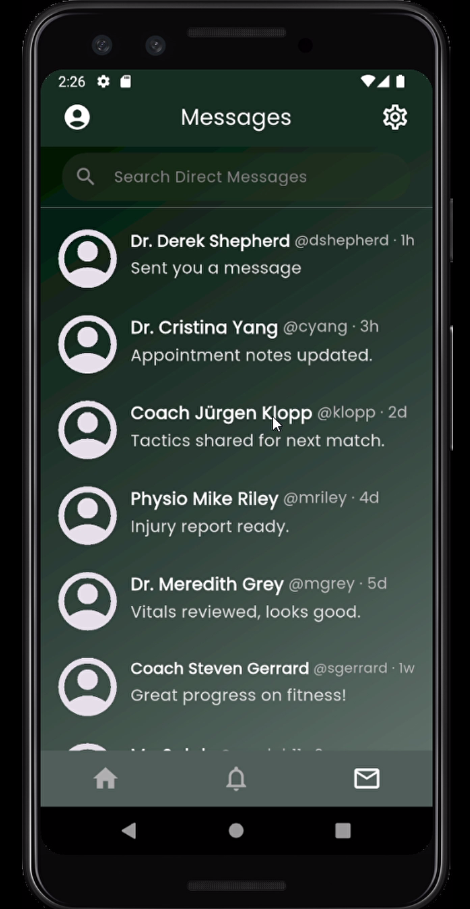 2:26
Messages
Search Direct Messages
Dr. Derek Shepherd @dshepherd · 1h
Sent you a message
Dr. Cristina Yang @cyang · 3h
Appointment notes updated.
Coach Jürgen Klopp @klopp · 2d
Tactics shared for next match.
Physio Mike Riley @mriley · 4d
Injury report ready.
Dr. Meredith Grey @mgrey · 5d
Vitals reviewed, looks good.
Coach Steven Gerrard @sgerrard · 1w
Great progress on fitness!